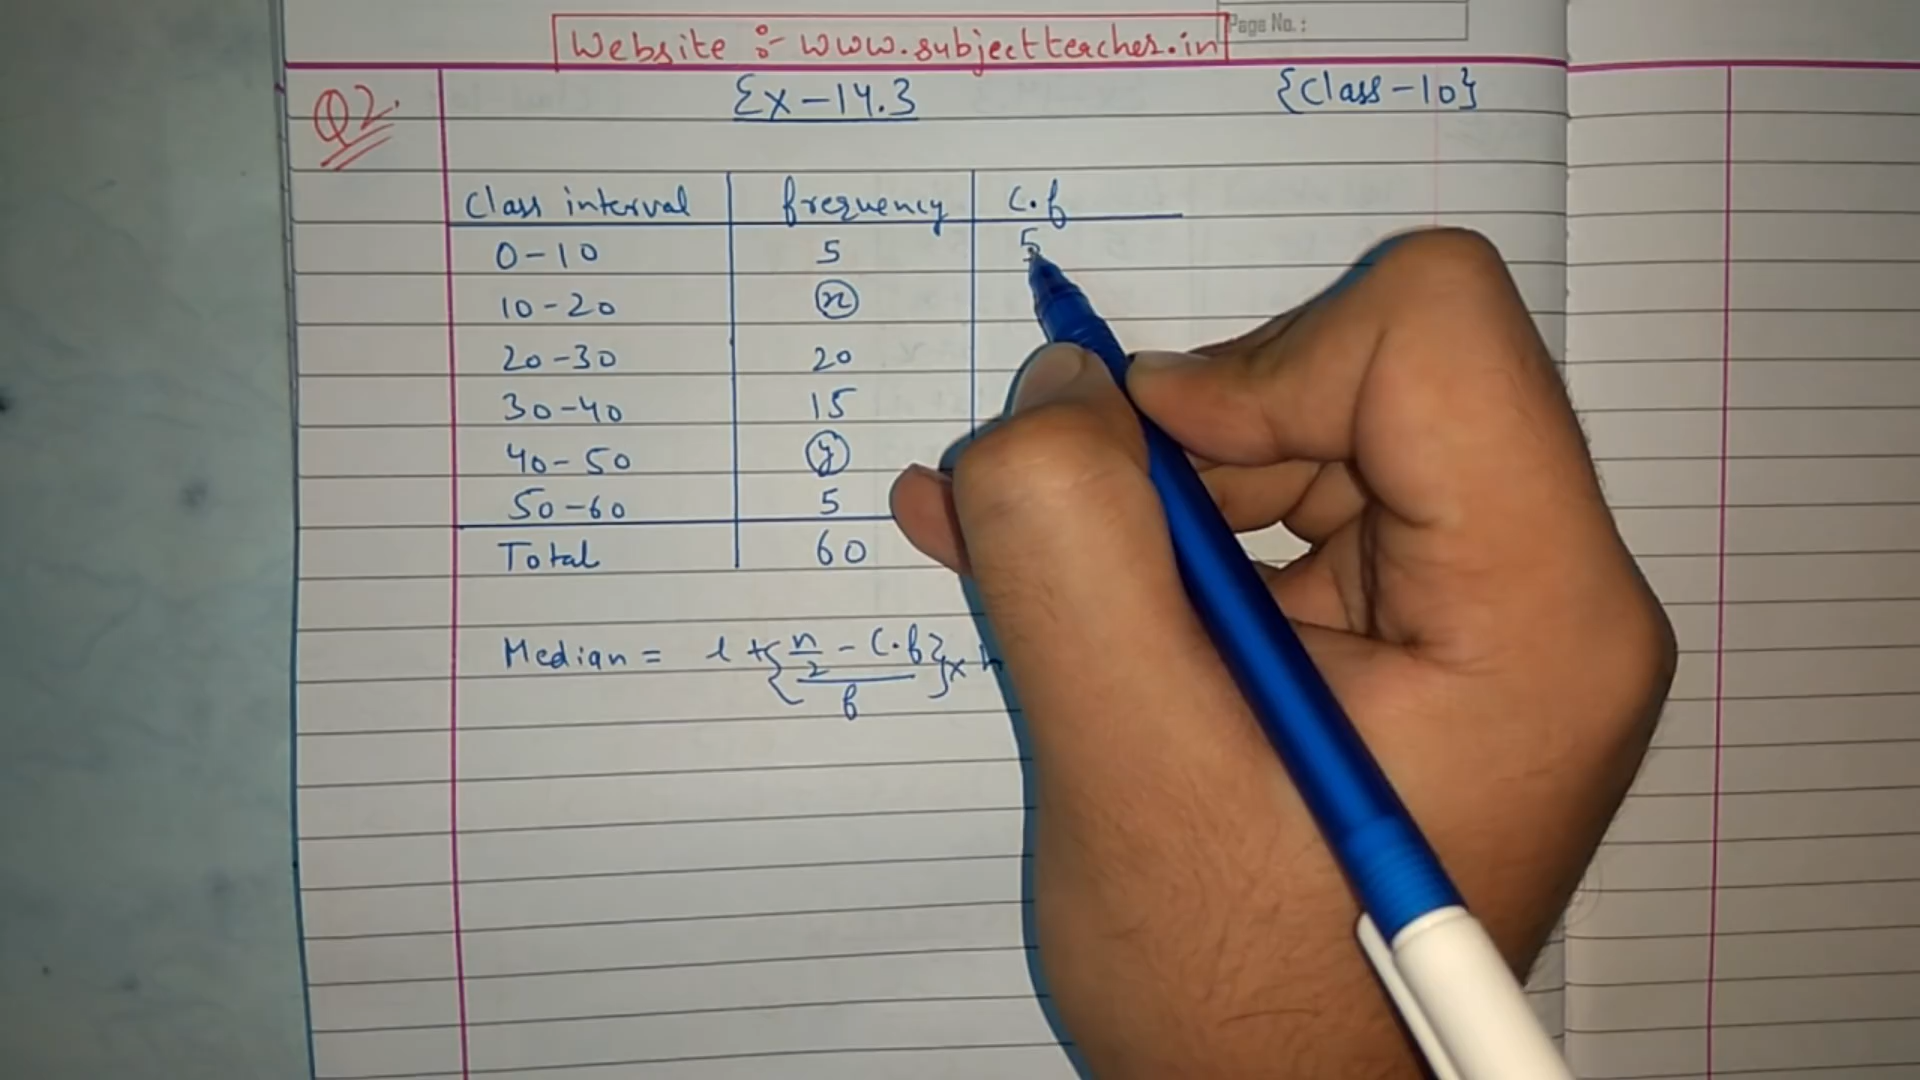 Page No. :
Website :- www.subjectteacher.in
Q2.
Ex-14.3
{Class-10}
Class interval frequency C.f
0-10 5 5
10-20 x
20-30 20
30-40 15
40-50 y
50-60 5
Total 60
Median = l + { n/2 - C.f / f } × h